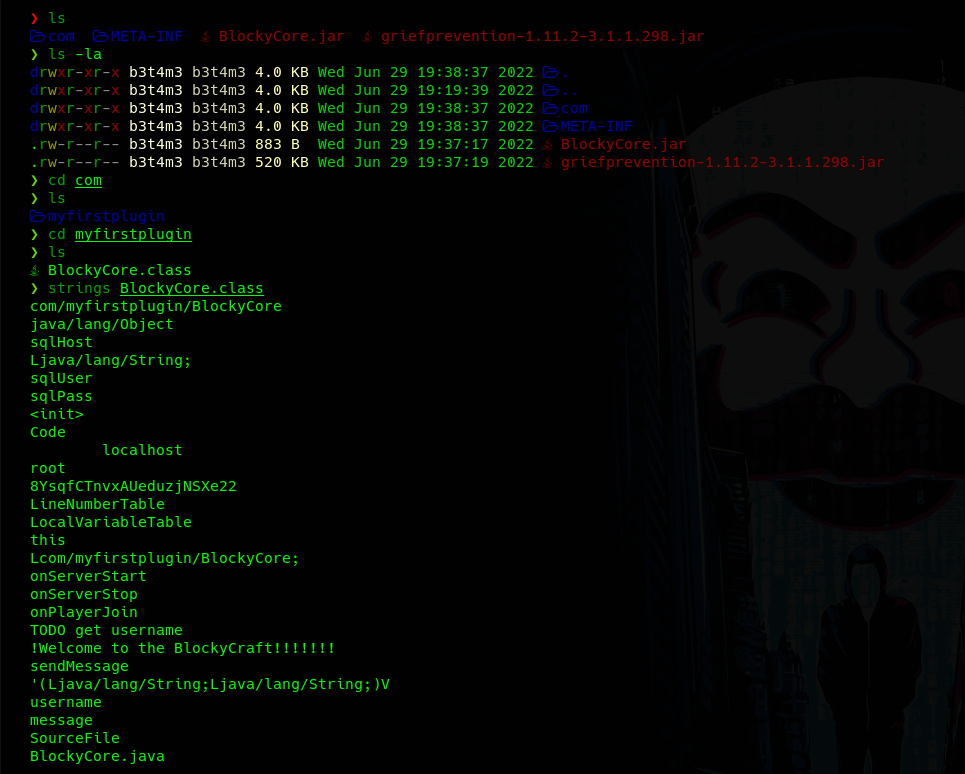 ❯ ls
com META-INF BlockyCore.jar griefprevention-1.11.2-3.1.1.298.jar
❯ ls -la
drwxr-xr-x b3t4m3 b3t4m3 4.0 KB Wed Jun 29 19:38:37 2022 .
drwxr-xr-x b3t4m3 b3t4m3 4.0 KB Wed Jun 29 19:19:39 2022 ..
drwxr-xr-x b3t4m3 b3t4m3 4.0 KB Wed Jun 29 19:38:37 2022 com
drwxr-xr-x b3t4m3 b3t4m3 4.0 KB Wed Jun 29 19:38:37 2022 META-INF
.rw-r--r-- b3t4m3 b3t4m3 883 B  Wed Jun 29 19:37:17 2022 BlockyCore.jar
.rw-r--r-- b3t4m3 b3t4m3 520 KB Wed Jun 29 19:37:19 2022 griefprevention-1.11.2-3.1.1.298.jar
❯ cd com
❯ ls
myfirstplugin
❯ cd myfirstplugin
❯ ls
BlockyCore.class
❯ strings BlockyCore.class
com/myfirstplugin/BlockyCore
java/lang/Object
sqlHost
Ljava/lang/String;
sqlUser
sqlPass
<init>
Code
localhost
root
8YsqfCTnvxAUeduzjNSXe22
LineNumberTable
LocalVariableTable
this
Lcom/myfirstplugin/BlockyCore;
onServerStart
onServerStop
onPlayerJoin
TODO get username
!Welcome to the BlockyCraft!!!!!!!
sendMessage
'(Ljava/lang/String;Ljava/lang/String;)V
username
message
SourceFile
BlockyCore.java